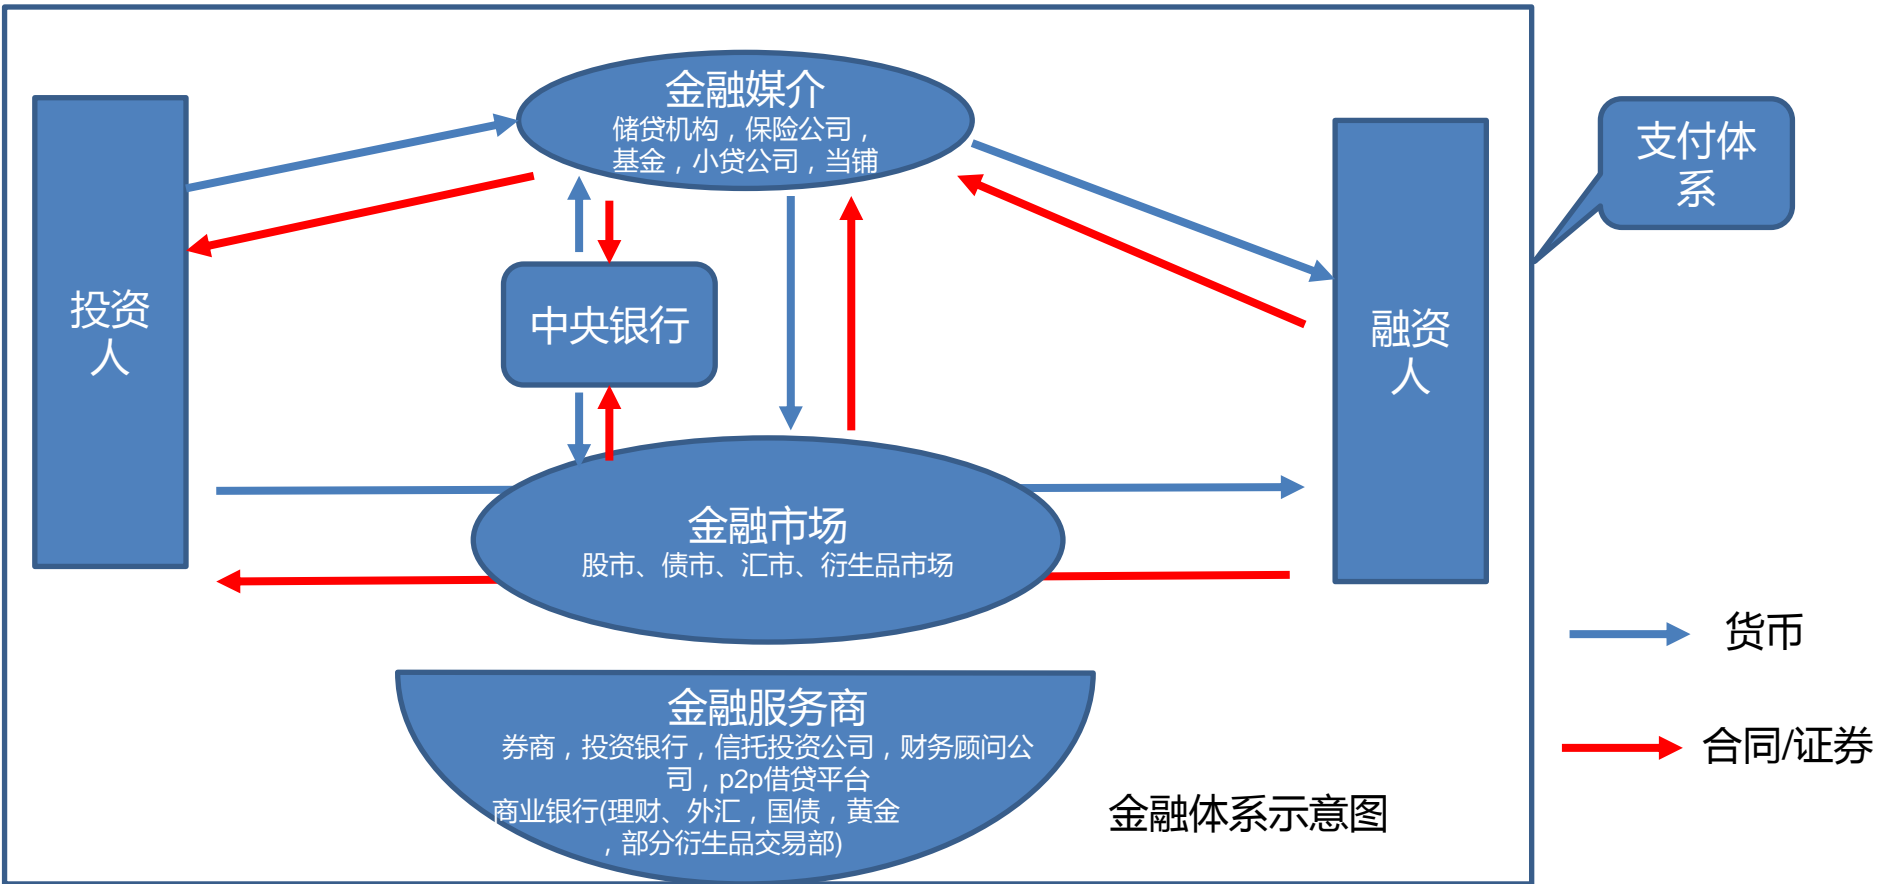 金融媒介
储贷机构，保险公司，
基金，小贷公司，当铺
支付体
系
投资
人
中央银行
融资
人
金融市场
股市、债市、汇市、衍生品市场
货币
金融服务商
券商，投资银行，信托投资公司，财务顾问公
司，p2p借贷平台
商业银行(理财、外汇，国债，黄金
，部分衍生品交易部)
合同/证券
金融体系示意图